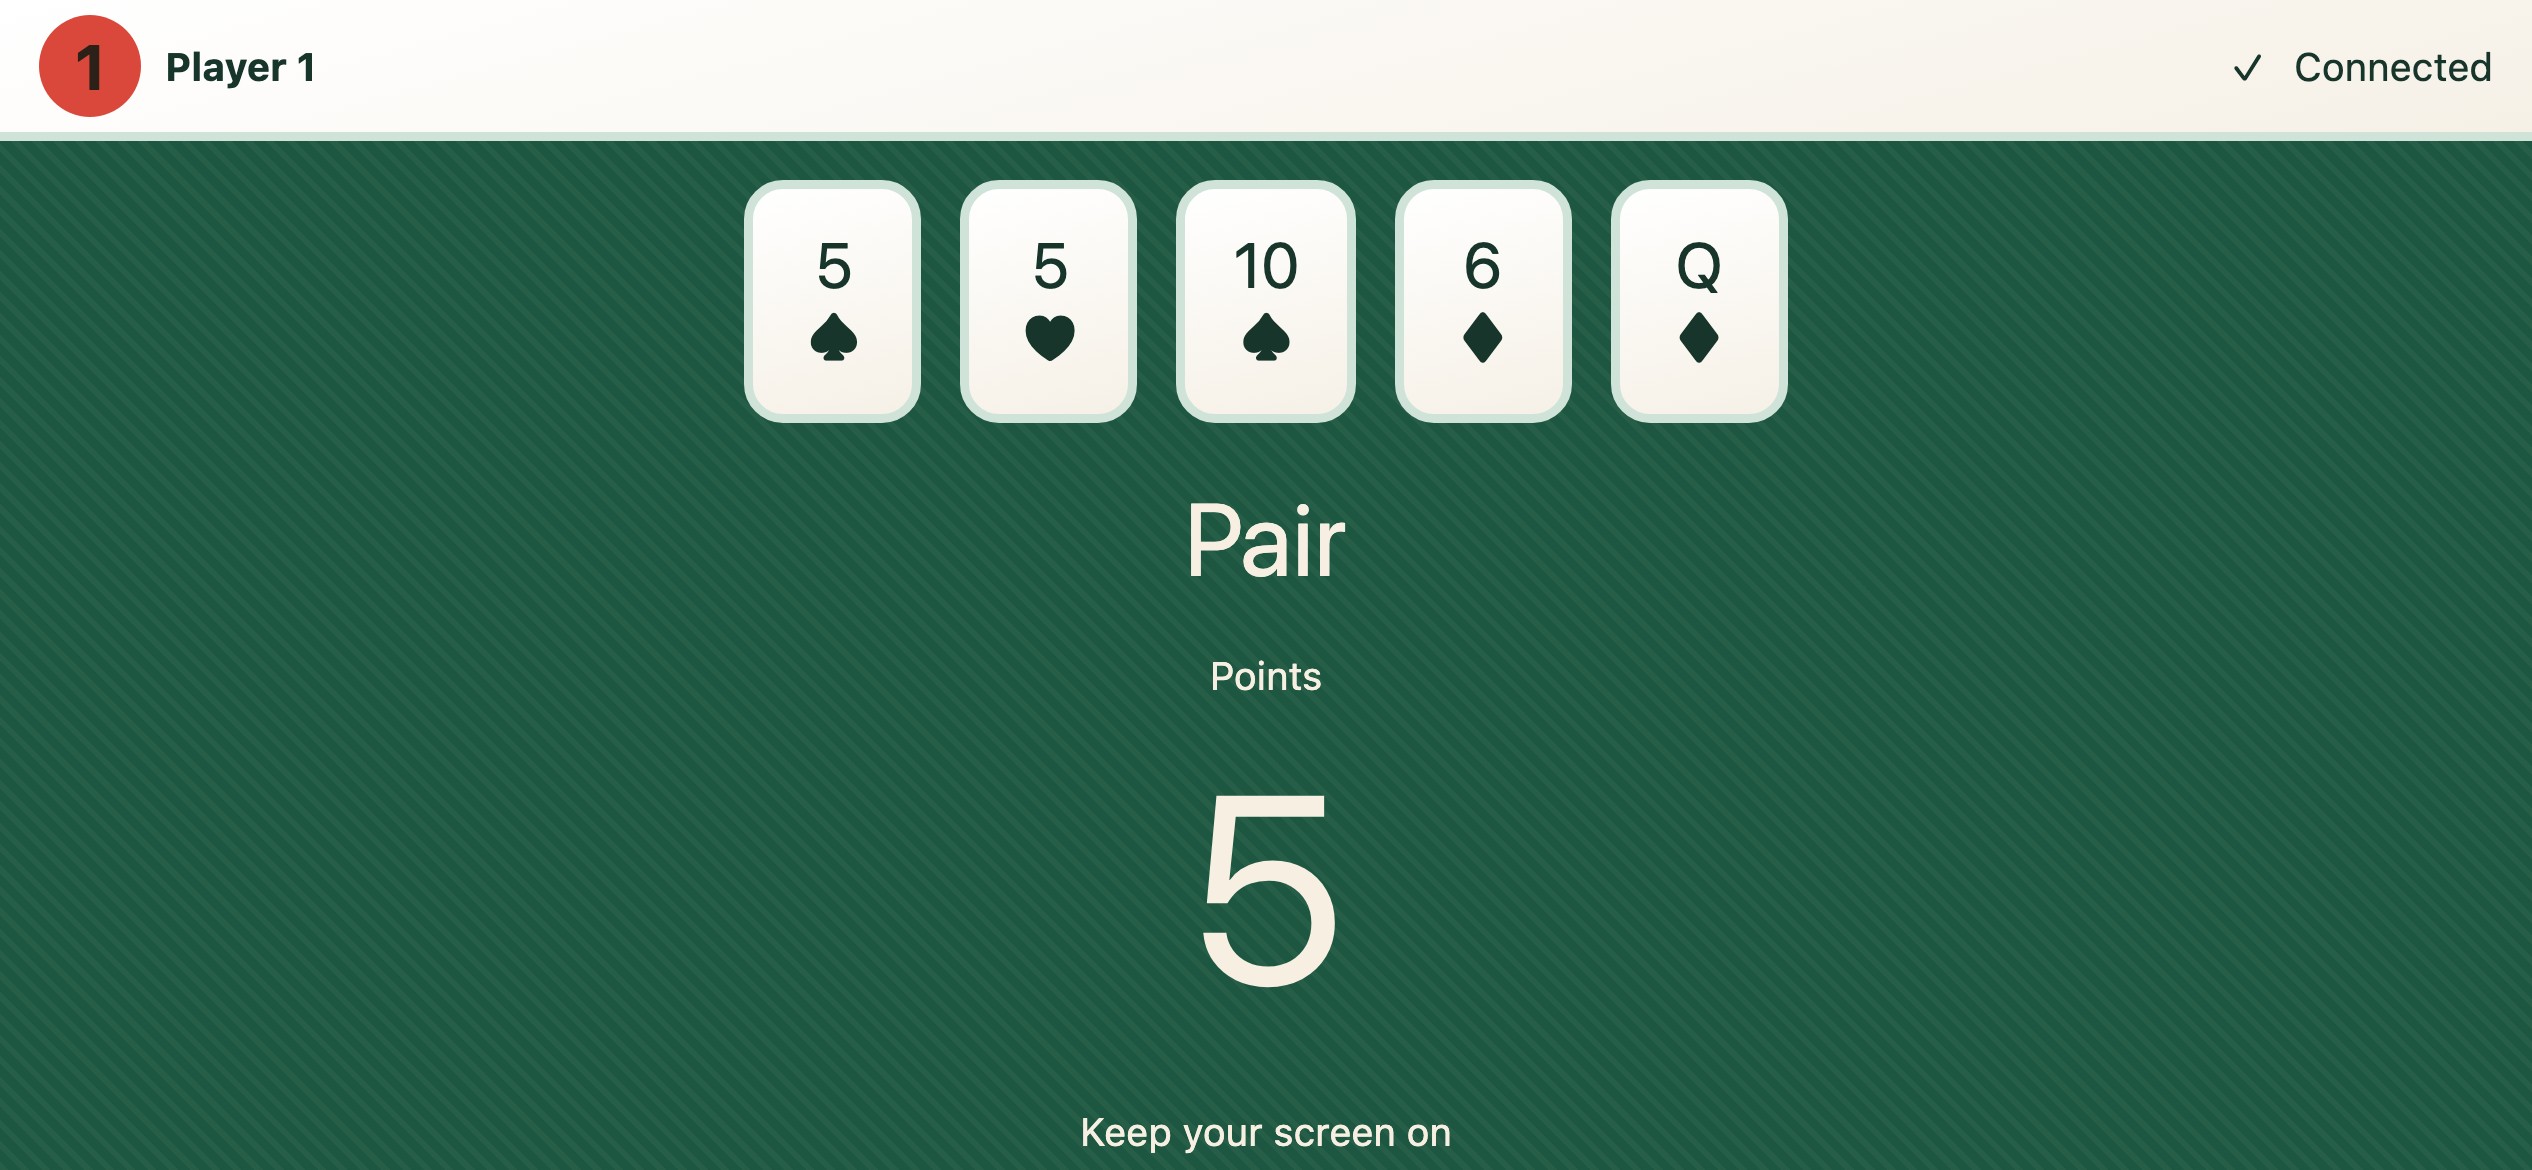 1 Player 1
✓ Connected
5 5 10 6 Q
♠ ♥ ♠ ♦ ♦
Pair
Points
5
Keep your screen on